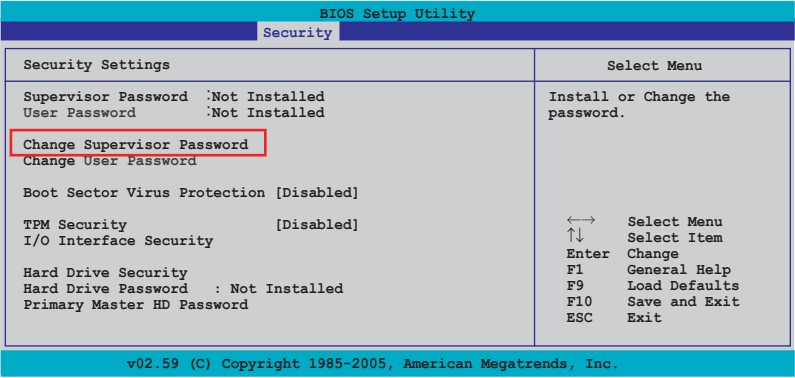 BIOS Setup Utility
Security
Security Settings
Select Menu
Supervisor Password :Not Installed
User Password :Not Installed
Install or Change the
password.
Change Supervisor Password
Change User Password
Boot Sector Virus Protection [Disabled]
TPM Security [Disabled]
I/O Interface Security
Hard Drive Security
Hard Drive Password : Not Installed
Primary Master HD Password
←→ Select Menu
↑↓ Select Item
Enter Change
F1 General Help
F9 Load Defaults
F10 Save and Exit
ESC Exit
v02.59 (C) Copyright 1985-2005, American Megatrends, Inc.